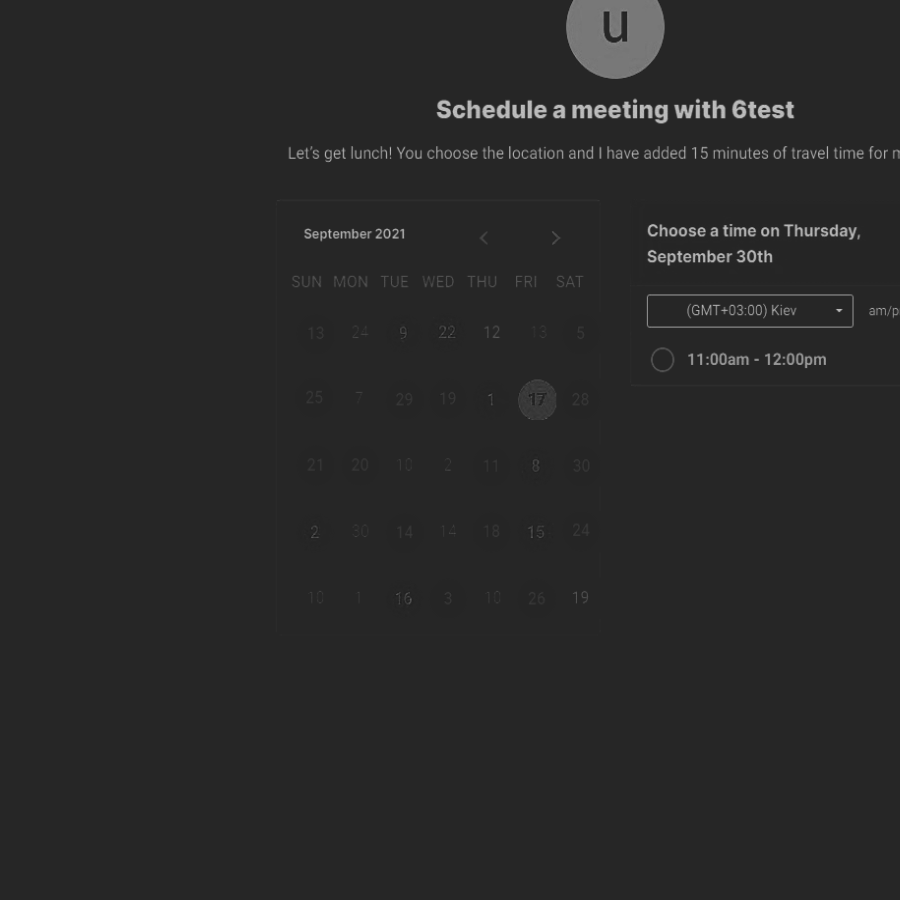 u
Schedule a meeting with 6test
Let's get lunch! You choose the location and I have added 15 minutes of travel time for m
September 2021
SUN MON TUE WED THU FRI SAT
13 24 9 22 12 13 5
25 7 29 19 1 17 28
21 20 10 2 11 8 30
2 30 14 14 18 15 24
10 1 16 3 10 26 19
Choose a time on Thursday,
September 30th
(GMT+03:00) Kiev am/p
11:00am - 12:00pm